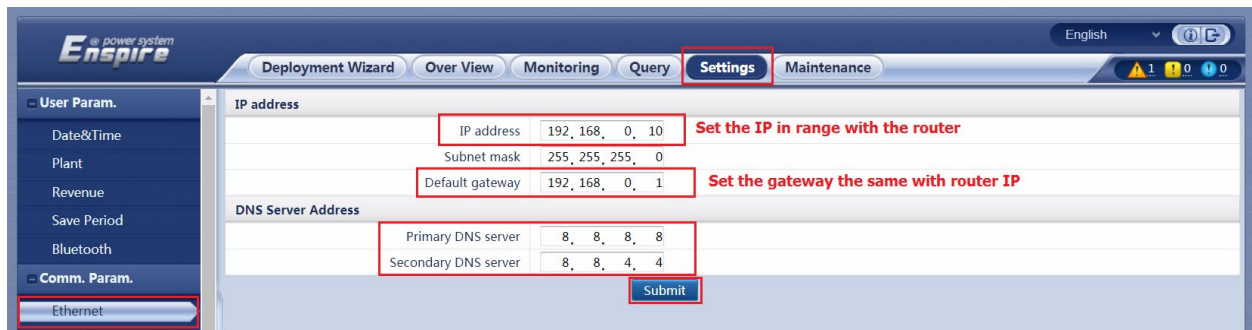 @ power system
Enspire
English
Deployment Wizard Over View Monitoring Query Settings Maintenance
1 0 0
User Param.
IP address
Date&Time
IP address 192. 168. 0. 10 Set the IP in range with the router
Plant
Subnet mask 255. 255. 255. 0
Revenue
Default gateway 192. 168. 0. 1 Set the gateway the same with router IP
Save Period
DNS Server Address
Bluetooth
Primary DNS server 8. 8. 8. 8
Secondary DNS server 8. 8. 4. 4
Comm. Param.
Submit
Ethernet